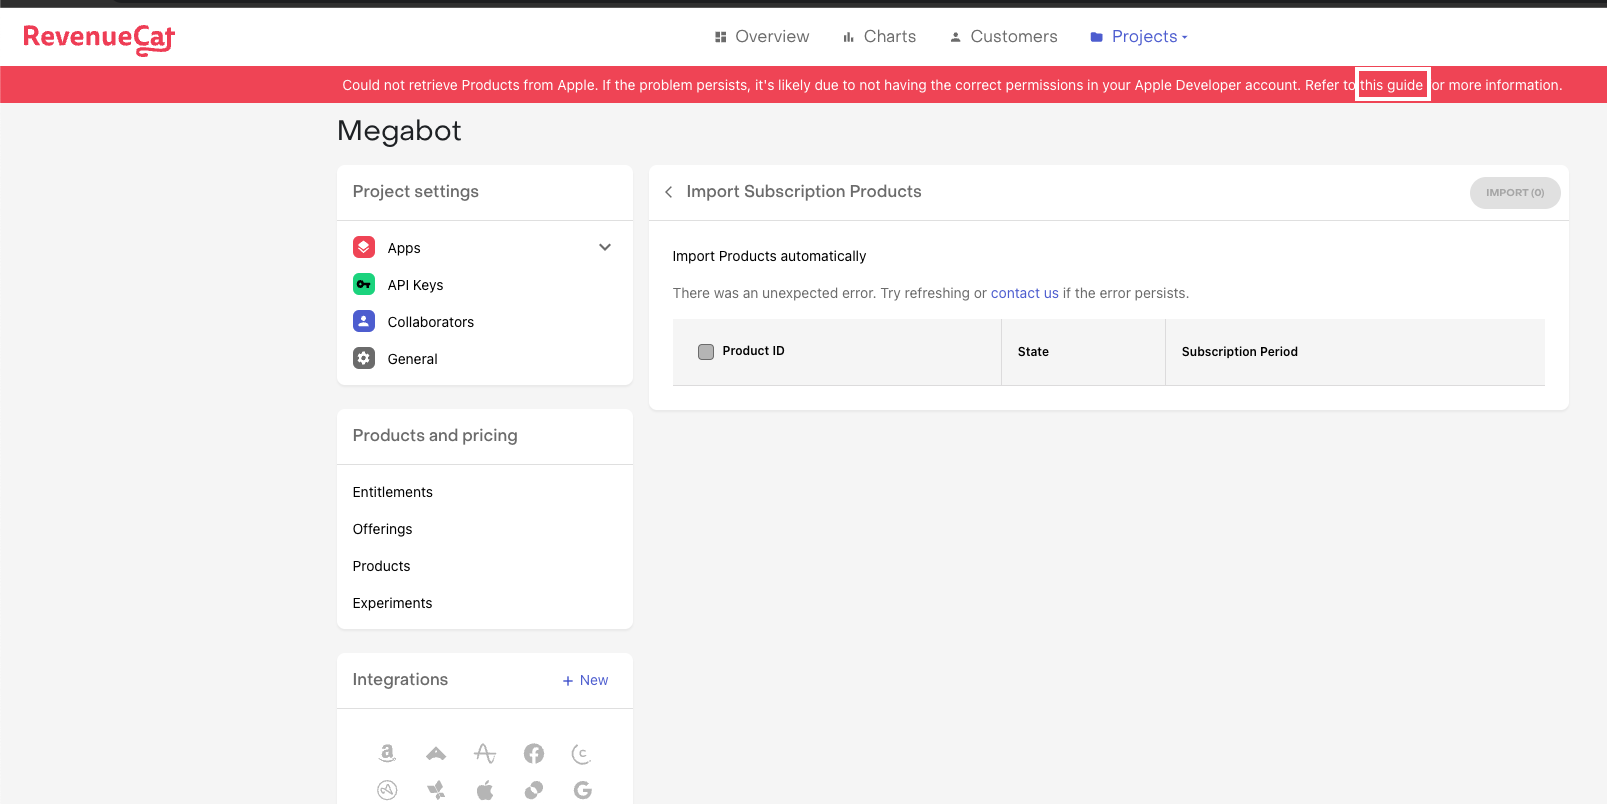 RevenueCat
Overview
Charts
Customers
Projects
Could not retrieve Products from Apple. If the problem persists, it's likely due to not having the correct permissions in your Apple Developer account. Refer to this guide for more information.
Megabot
Project settings
Apps
API Keys
Collaborators
General
Import Subscription Products
IMPORT (0)
Import Products automatically
There was an unexpected error. Try refreshing or contact us if the error persists.
Product ID
State
Subscription Period
Products and pricing
Entitlements
Offerings
Products
Experiments
Integrations
+ New